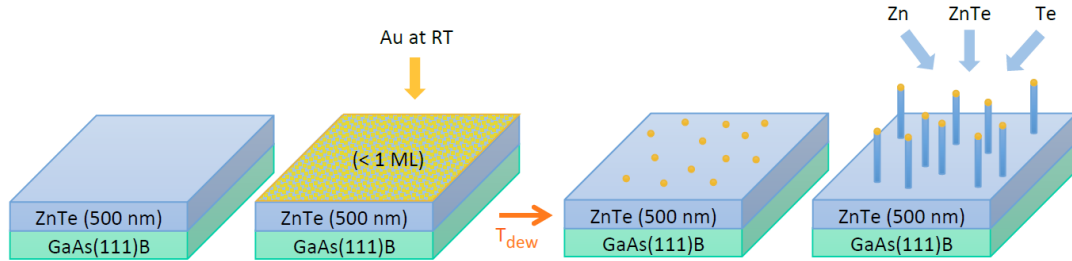 Zn ZnTe Te
Au at RT
(< 1 ML)
ZnTe (500 nm) ZnTe (500 nm) ZnTe (500 nm) ZnTe (500 nm)
GaAs(111)B GaAs(111)B T_dew GaAs(111)B GaAs(111)B